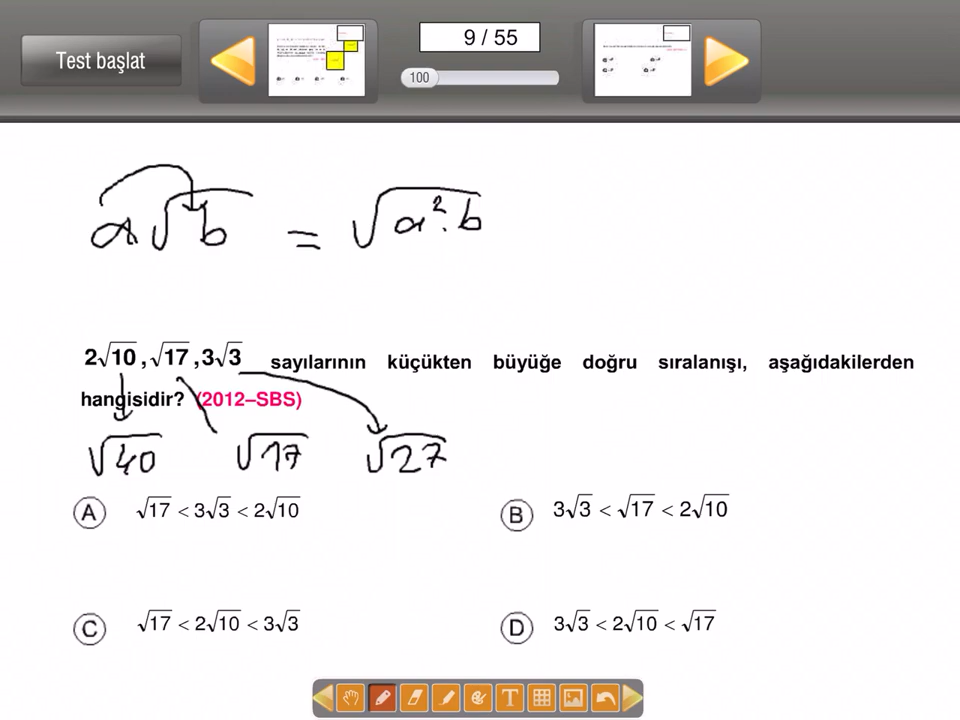 Test başlat
9 / 55
100
a√b = √a².b
2√10 , √17 , 3√3 sayılarının küçükten büyüğe doğru sıralanışı, aşağıdakilerden
hangisidir? (2012–SBS)
√40 √17 √27
A √17 < 3√3 < 2√10
B 3√3 < √17 < 2√10
C √17 < 2√10 < 3√3
D 3√3 < 2√10 < √17
T